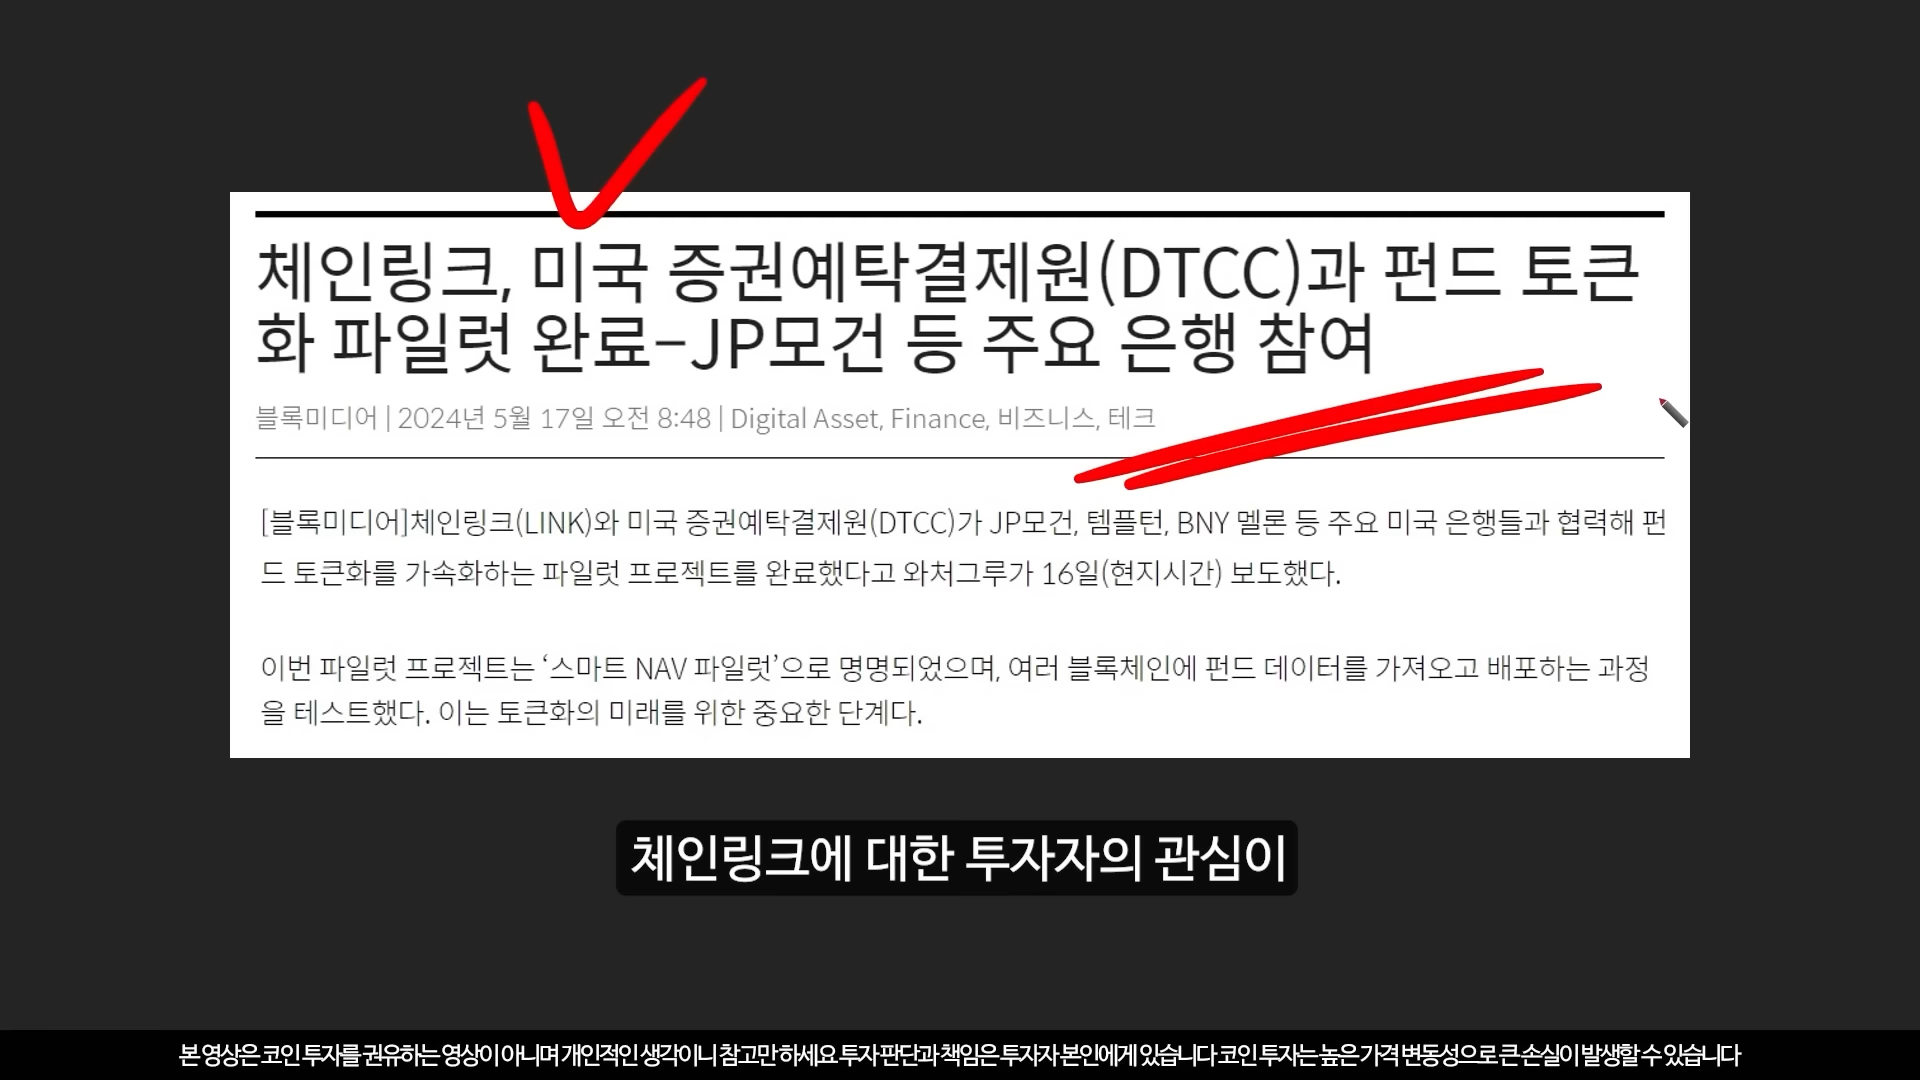 체인링크, 미국 증권예탁결제원(DTCC)과 펀드 토큰
화 파일럿 완료–JP모건 등 주요 은행 참여
블록미디어 | 2024년 5월 17일 오전 8:48 | Digital Asset, Finance, 비즈니스, 테크
[블록미디어]체인링크(LINK)와 미국 증권예탁결제원(DTCC)가 JP모건, 템플턴, BNY 멜론 등 주요 미국 은행들과 협력해 펀
드 토큰화를 가속화하는 파일럿 프로젝트를 완료했다고 와처그루가 16일(현지시간) 보도했다.
이번 파일럿 프로젝트는 ‘스마트 NAV 파일럿’으로 명명되었으며, 여러 블록체인에 펀드 데이터를 가져오고 배포하는 과정
을 테스트했다. 이는 토큰화의 미래를 위한 중요한 단계다.
체인링크에 대한 투자자의 관심이
본 영상은 코인 투자를 권유하는 영상이 아니며 개인적인 생각이니 참고만 하세요 투자 판단과 책임은 투자자 본인에게 있습니다 코인 투자는 높은 가격 변동성으로 큰 손실이 발생할 수 있습니다